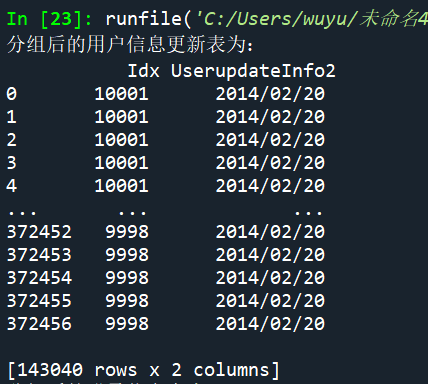 In [23]: runfile('C:/Users/wuyu/未命名4
分组后的用户信息更新表为:
Idx UserupdateInfo2
0 10001 2014/02/20
1 10001 2014/02/20
2 10001 2014/02/20
3 10001 2014/02/20
4 10001 2014/02/20
... ... ...
372452 9998 2014/02/20
372453 9998 2014/02/20
372454 9998 2014/02/20
372455 9998 2014/02/20
372456 9998 2014/02/20
[143040 rows x 2 columns]